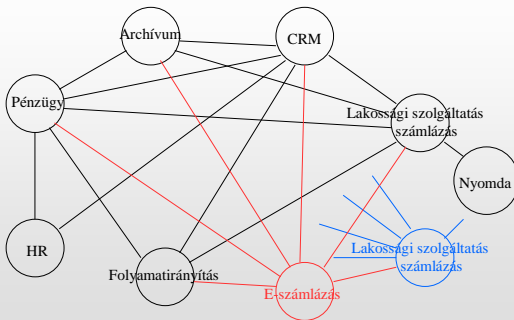 Archívum
CRM
Pénzügy
Lakossági szolgáltatás
számlázás
Nyomda
HR
Lakossági szolgáltatás
számlázás
Folyamatirányítás
E-számlázás